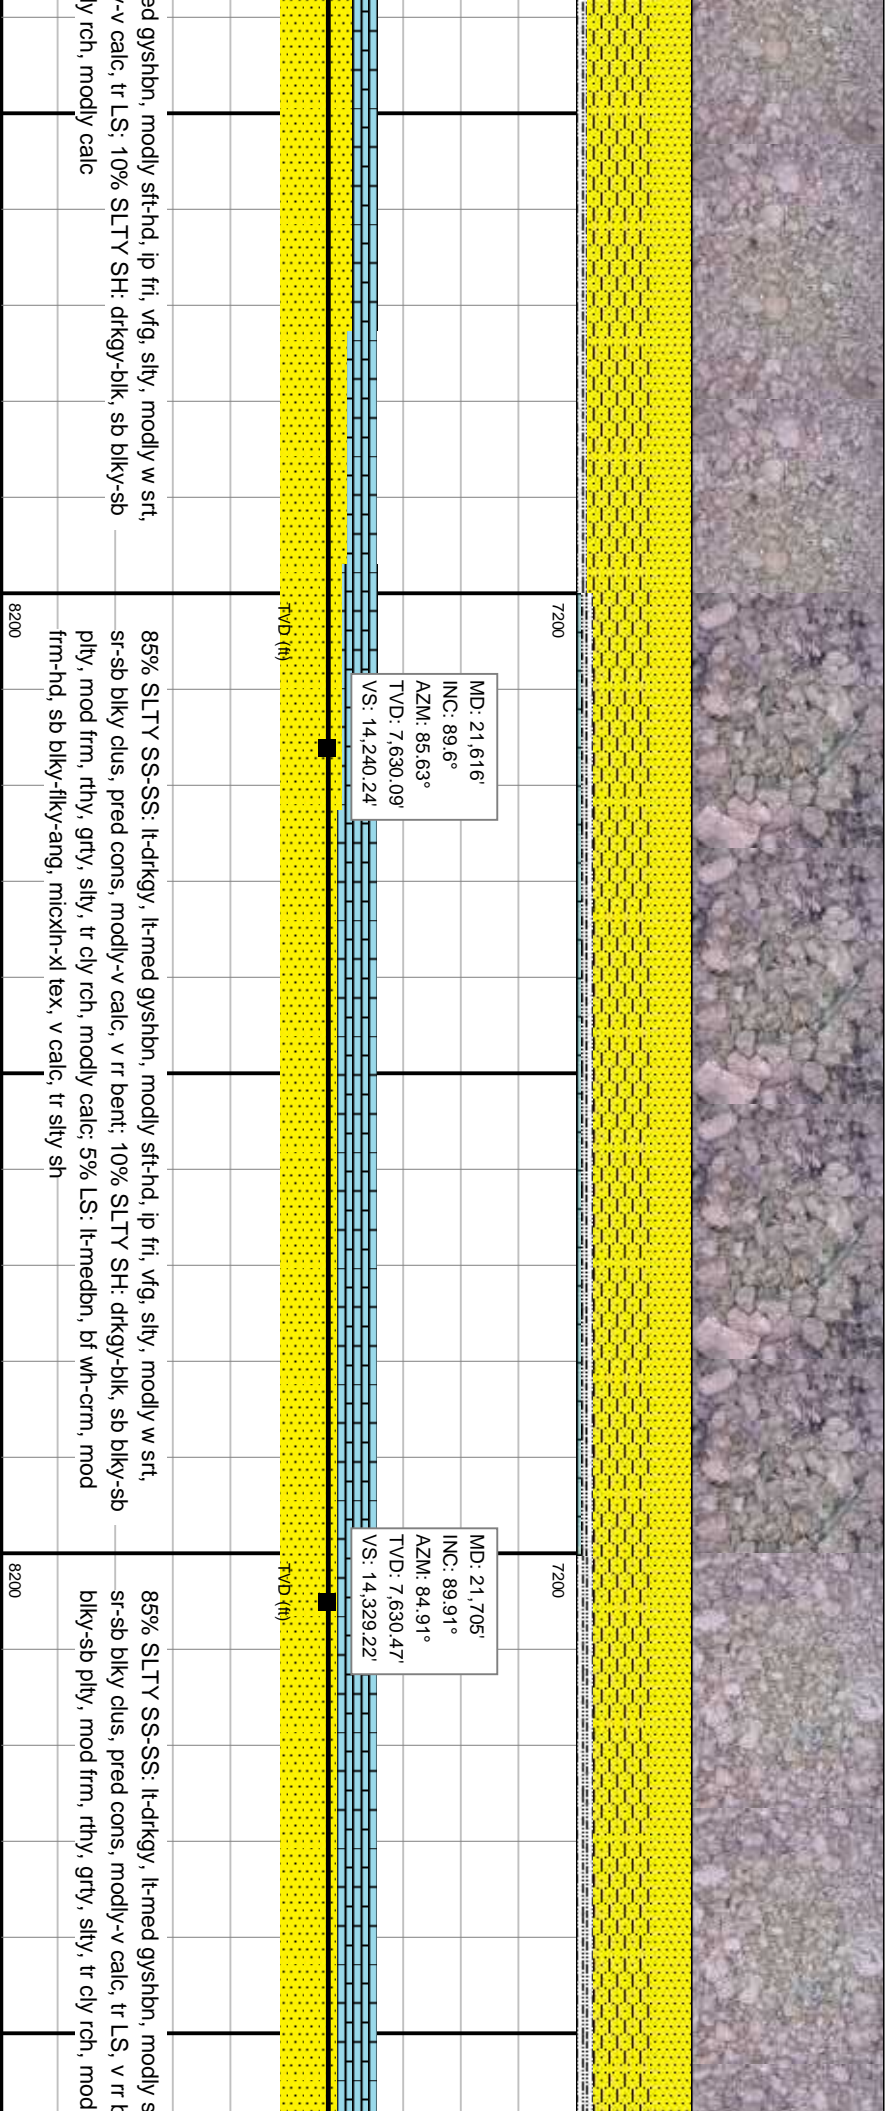 ed gyshbn, modly sft-hd, ip fri, vfg, slty, modly w srt,
-v calc, tr LS; 10% SLTY SH: drkgy-blk, sb blky-sb
ly rch, modly calc
7200
TVD (ft)
8200
MD: 21,616'
INC: 89.6°
AZM: 85.63°
TVD: 7,630.09'
VS: 14,240.24'
85% SLTY SS-SS: lt-drkgy, lt-med gyshbn, modly sft-hd, ip fri, vfg, slty, modly w srt,
sr-sb blky clus, pred cons, modly-v calc, v rr bent; 10% SLTY SH: drkgy-blk, sb blky-sb
plty, mod frm, rthy, grty, slty, tr cly rch, modly calc; 5% LS: lt-medbn, bf wh-crm, mod
frm-hd, sb blky-flky-ang, micxln-xl tex, v calc, tr slty sh
7200
TVD (ft)
8200
MD: 21,705'
INC: 89.91°
AZM: 84.91°
TVD: 7,630.47'
VS: 14,329.22'
85% SLTY SS-SS: lt-drkgy, lt-med gyshbn, modly s
sr-sb blky clus, pred cons, modly-v calc, tr LS, v rr b
blky-sb plty, mod frm, rthy, grty, slty, tr cly rch, mod